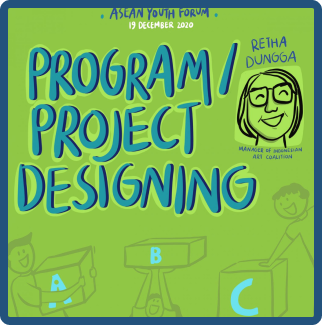 • ASEAN YOUTH FORUM •
19 DECEMBER 2020
PROGRAM/
PROJECT
DESIGNING
RETHA
DUNGGA
MANAGER OF INDONESIAN
ART COALITION
A
B
C